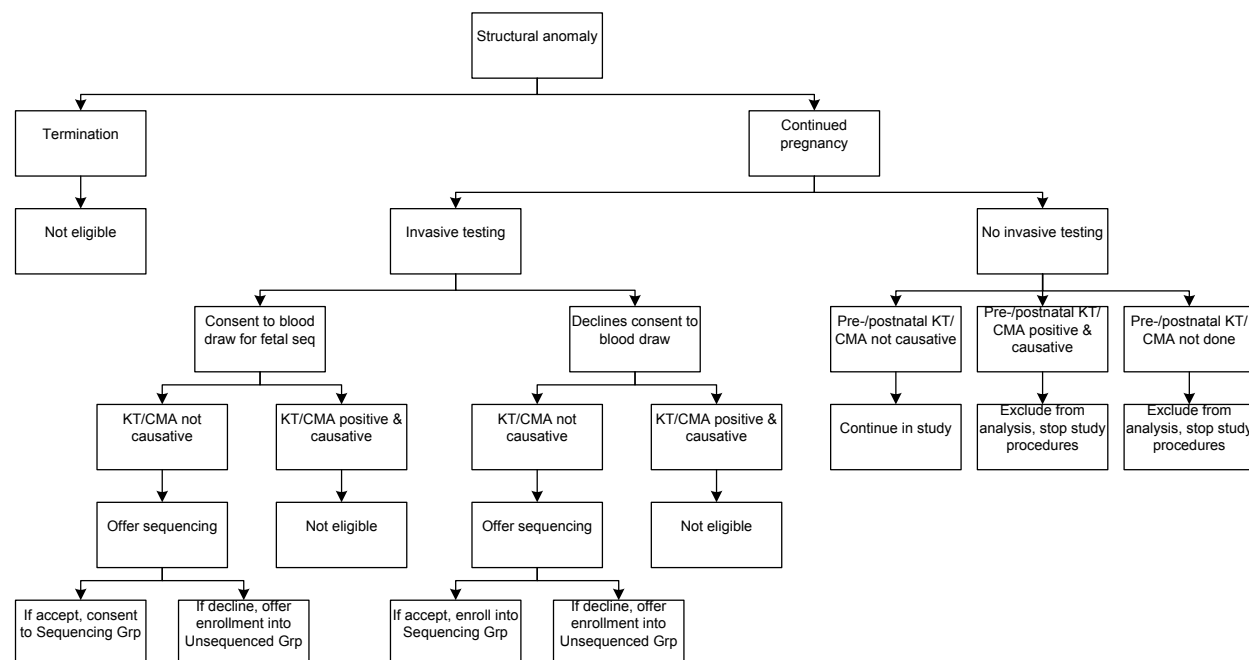 Structural anomaly
Termination
Continued
pregnancy
Not eligible
Invasive testing
No invasive testing
Consent to blood
draw for fetal seq
Declines consent to
blood draw
Pre-/postnatal KT/
CMA not causative
Pre-/postnatal KT/
CMA positive &
causative
Pre-/postnatal KT/
CMA not done
KT/CMA not
causative
KT/CMA positive &
causative
KT/CMA not
causative
KT/CMA positive &
causative
Continue in study
Exclude from
analysis, stop study
procedures
Exclude from
analysis, stop study
procedures
Offer sequencing
Not eligible
Offer sequencing
Not eligible
If accept, consent
to Sequencing Grp
If decline, offer
enrollment into
Unsequenced Grp
If accept, enroll into
Sequencing Grp
If decline, offer
enrollment into
Unsequenced Grp